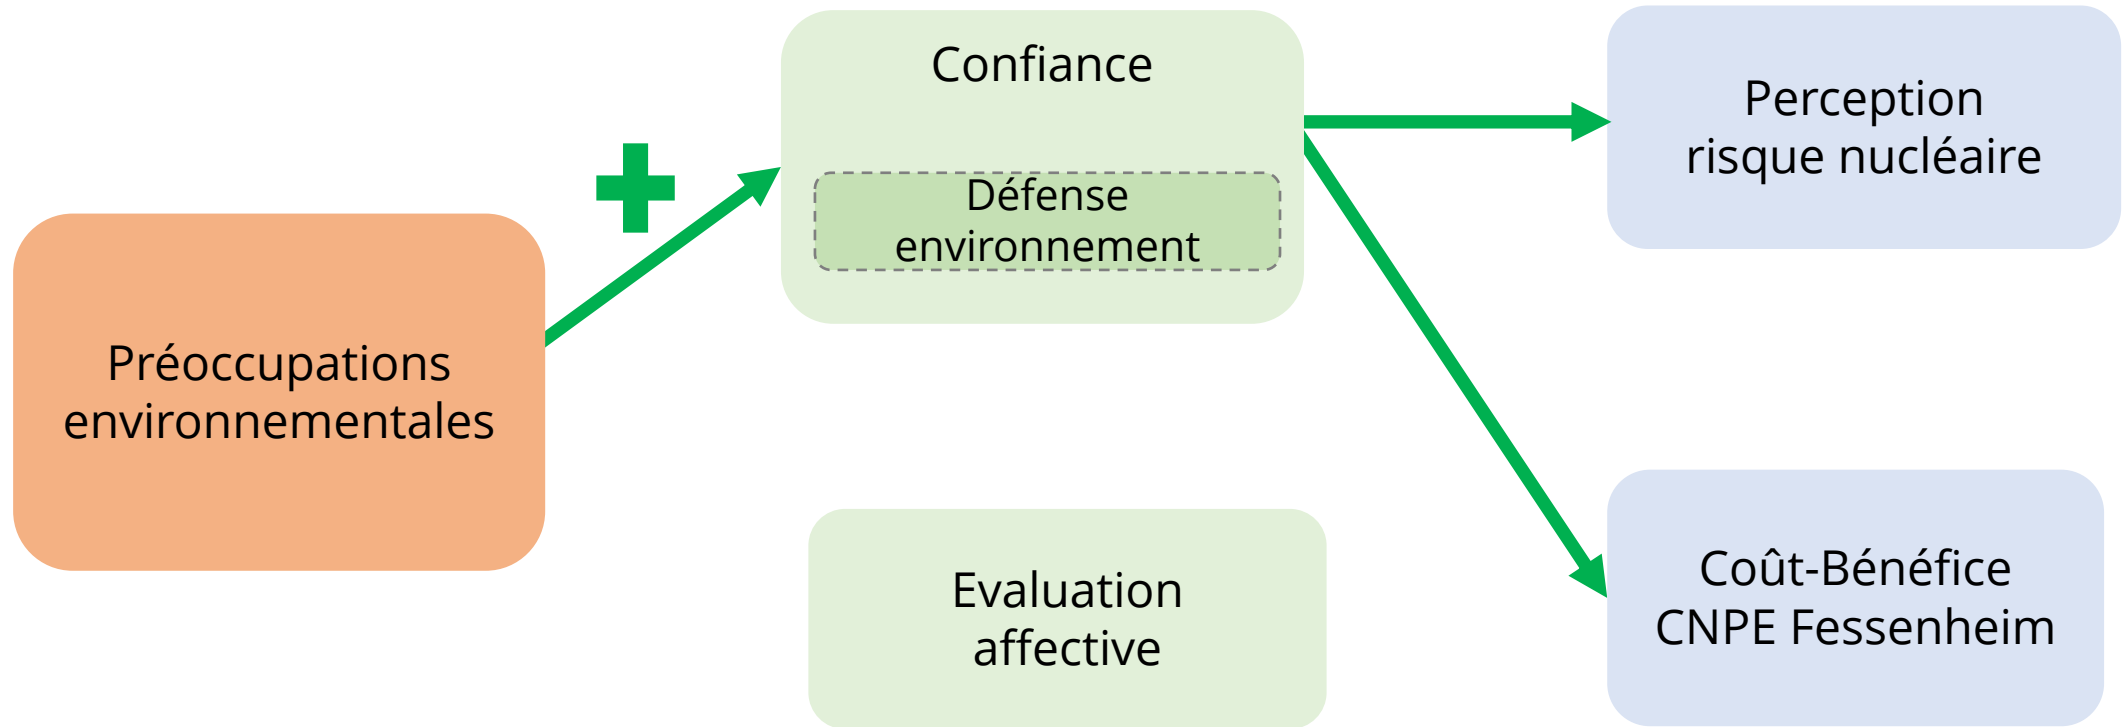 Confiance
Défense
environnement
Perception
risque nucléaire
Préoccupations
environnementales
Evaluation
affective
Coût-Bénéfice
CNPE Fessenheim